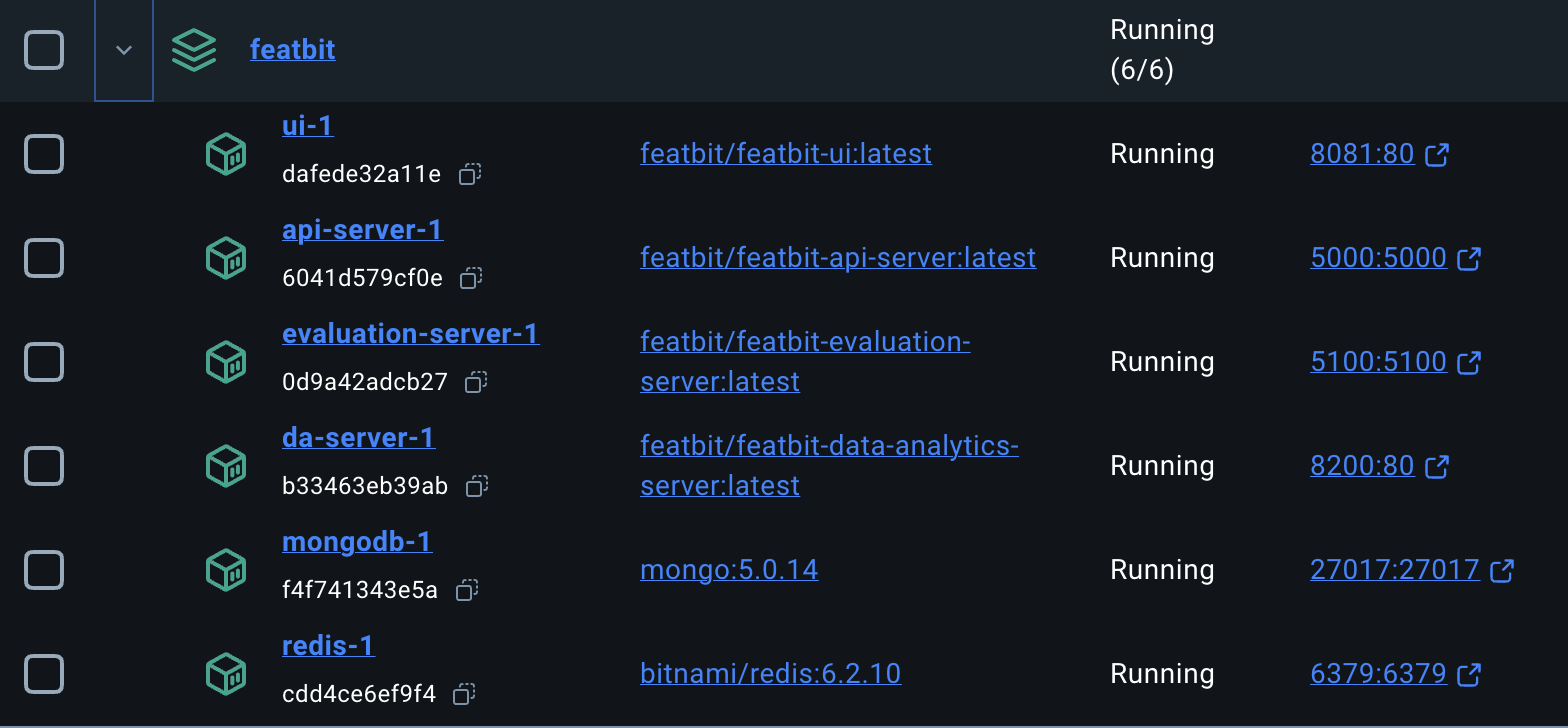 featbit
Running
(6/6)
ui-1
dafede32a11e
featbit/featbit-ui:latest
Running
8081:80
api-server-1
6041d579cf0e
featbit/featbit-api-server:latest
Running
5000:5000
evaluation-server-1
0d9a42adcb27
featbit/featbit-evaluation-
server:latest
Running
5100:5100
da-server-1
b33463eb39ab
featbit/featbit-data-analytics-
server:latest
Running
8200:80
mongodb-1
f4f741343e5a
mongo:5.0.14
Running
27017:27017
redis-1
cdd4ce6ef9f4
bitnami/redis:6.2.10
Running
6379:6379